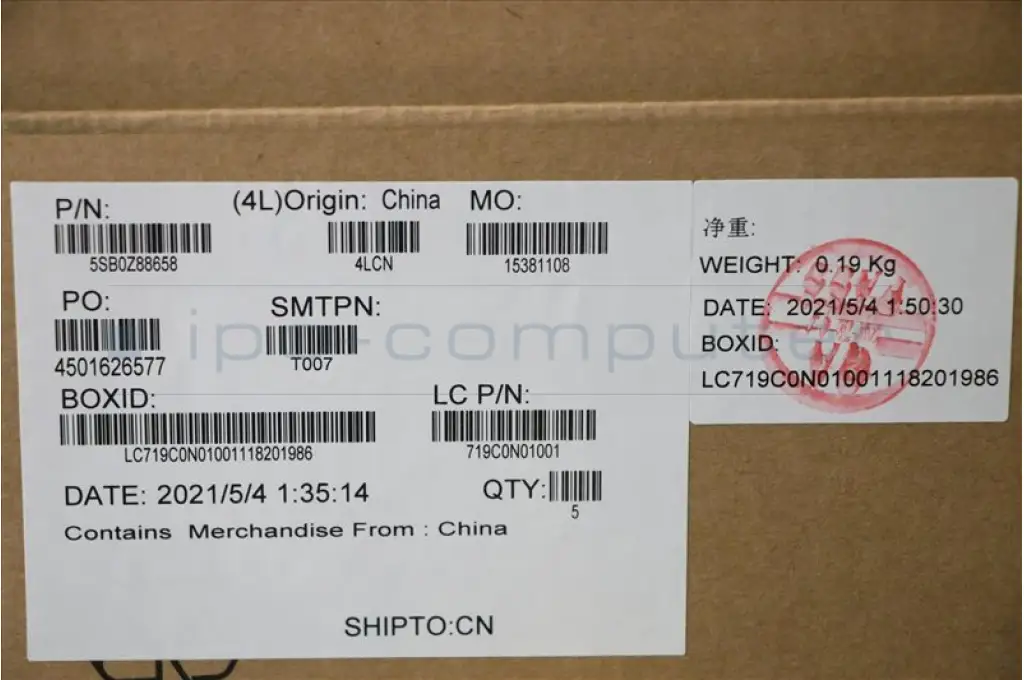 P/N:
5SB0Z88658
(4L)Origin: China
4LCN
MO:
15381108
PO:
4501626577
SMTPN:
T007
BOXID:
LC719C0N01001118201986
LC P/N:
719C0N01001
DATE: 2021/5/4 1:35:14
QTY:
5
Contains Merchandise From : China
SHIPTO:CN
净重:
WEIGHT: 0.19 Kg
DATE: 2021/5/4 1:50:30
BOXID:
LC719C0N01001118201986
ipc-computer